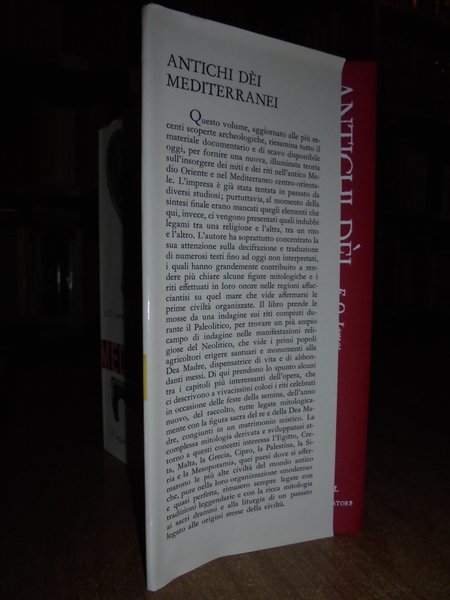 ANTICHI DÈI
MEDITERRANEI
Questo volume, aggiornato alle più re-
centi scoperte archeologiche, riesamina tutto il
materiale documentario e di scavo disponibile
oggi, per fornire una nuova, illuminata teoria
sull'insorgere dei miti e dei riti nell'antico Me-
dio Oriente e nel Mediterraneo centro-orienta-
le. L'impresa è già stata tentata in passato da
diversi studiosi; purtuttavia, al momento della
sintesi finale erano mancati quegli elementi che
qui, invece, ci vengono presentati quali indubbi
legami tra una religione e l'altra, tra un rito
e l'altro. L'autore ha soprattutto concentrato la
sua attenzione sulla decifrazione e traduzione
di numerosi testi fino ad oggi non interpretati,
i quali hanno grandemente contribuito a ren-
dere più chiare alcune figure mitologiche e i
riti effettuati in loro onore nelle regioni affac-
ciantisi su quel mare che vide affermarsi le
prime civiltà organizzate. Il libro prende le
mosse da una indagine sui riti compiuti du-
rante il Paleolitico, per trovare un più ampio
campo di indagine nelle manifestazioni reli-
giose del Neolitico, che vide i primi popoli
agricoltori erigere santuari e monumenti alla
Dea Madre, dispensatrice di vita e di abbon-
danti messi. Di qui prendono lo spunto alcuni
tra i capitoli più interessanti dell'opera, che
ci descrivono a vivacissimi colori i riti celebrati
in occasione delle feste della semina, dell'anno
nuovo, del raccolto, tutte legate mitologica-
mente con la figura sacra del re e della Dea Ma-
dre, congiunti in un matrimonio mistico. La
complessa mitologia derivata e sviluppatasi at-
torno a questi concetti interessa l'Egitto, Cre-
ta, Malta, la Grecia, Cipro, la Palestina, la Si-
ria e la Mesopotamia, quei paesi dove si affer-
marono le più alte civiltà del mondo antico
che, pure nella loro organizzazione «moderna»
e quasi perfetta, rimasero sempre legate con
tradizioni leggendarie e con la ricca mitologia
ai sacri drammi e alla liturgia di un passato
legato alle origini stesse della civiltà.
ANTICHI DÈI
E. O. James